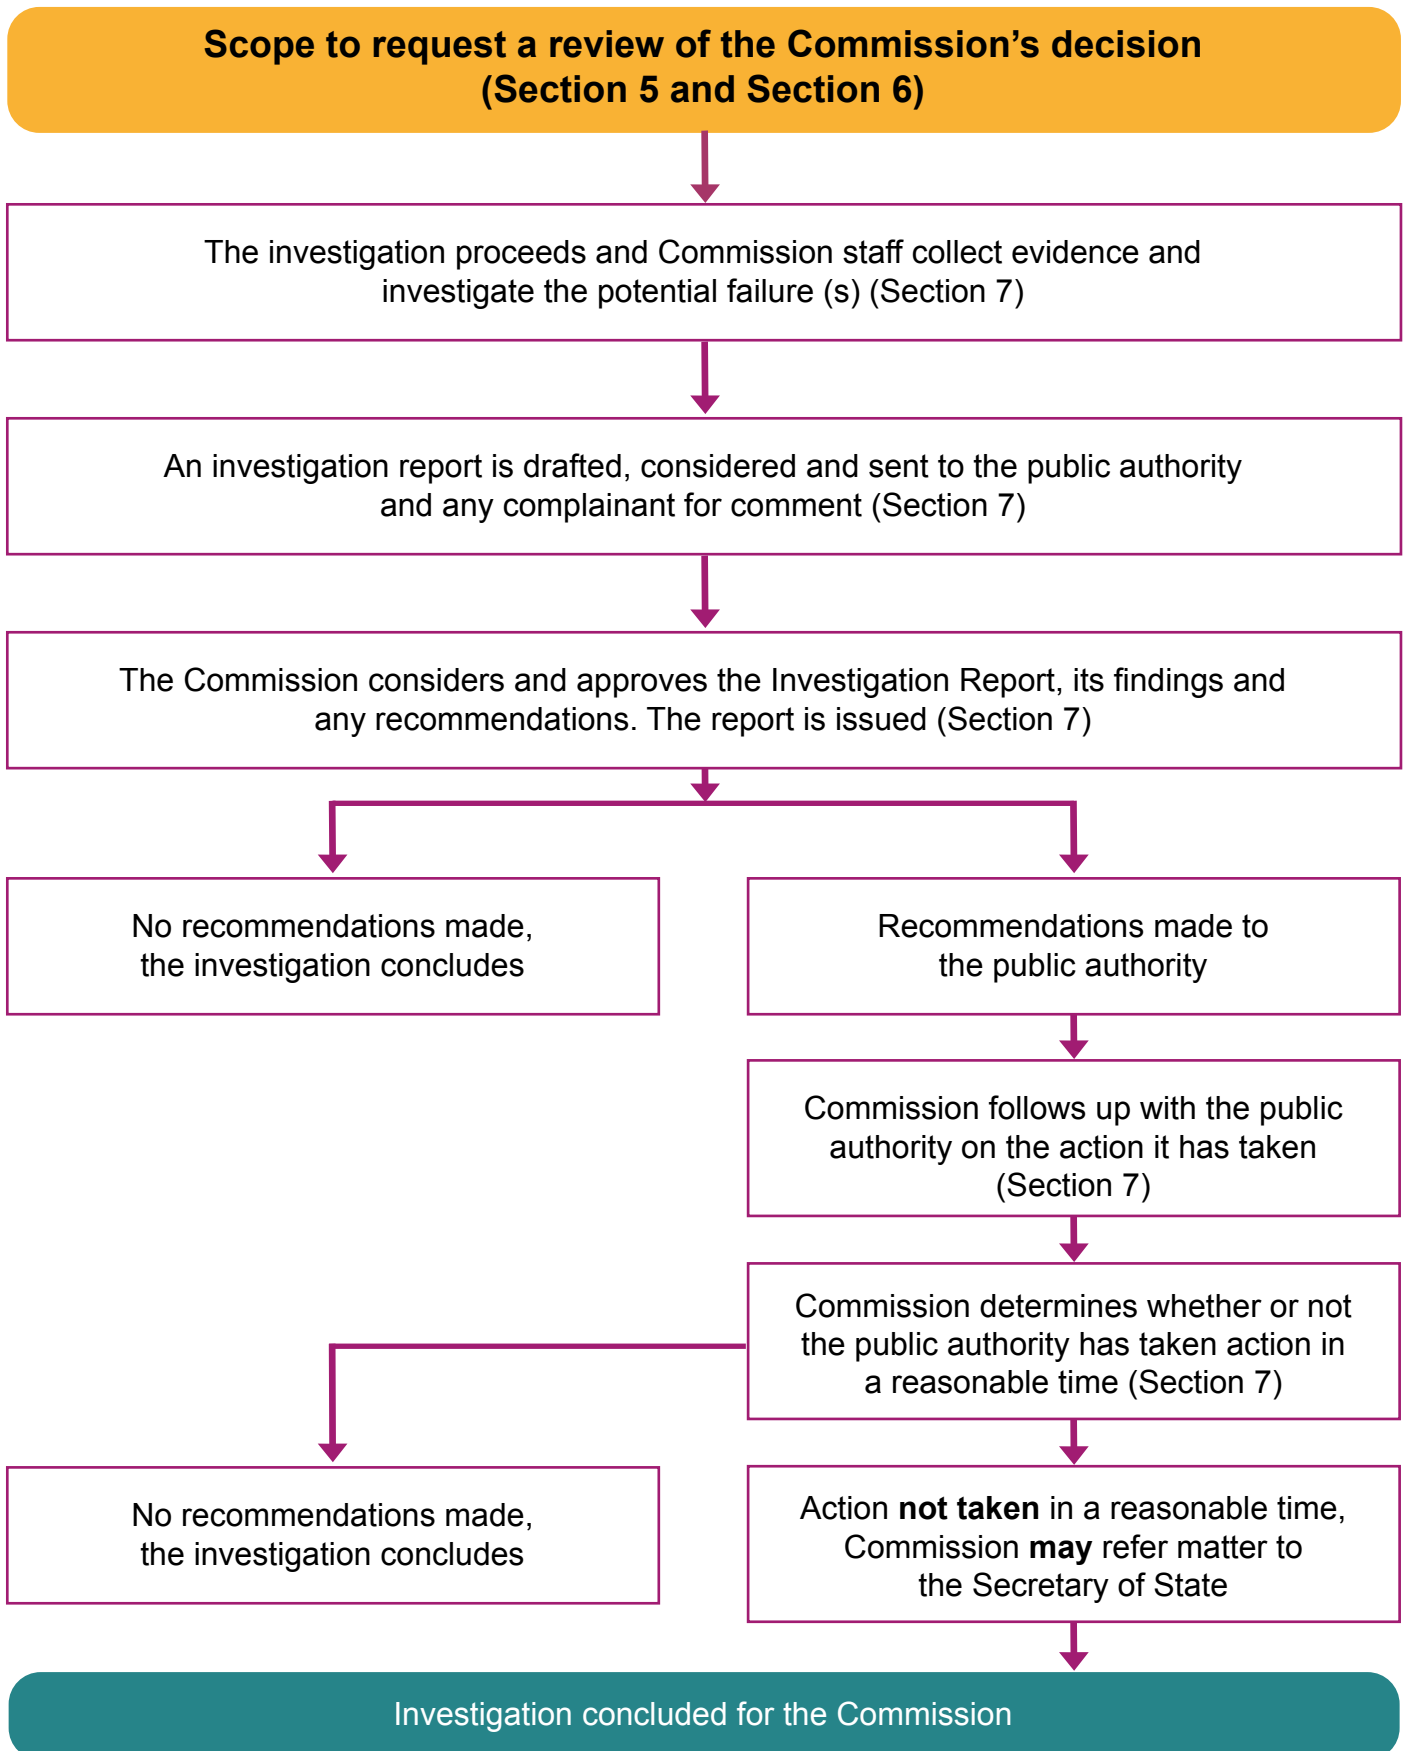 Scope to request a review of the Commission’s decision
(Section 5 and Section 6)
The investigation proceeds and Commission staff collect evidence and
investigate the potential failure (s) (Section 7)
An investigation report is drafted, considered and sent to the public authority
and any complainant for comment (Section 7)
The Commission considers and approves the Investigation Report, its findings and
any recommendations. The report is issued (Section 7)
No recommendations made,
the investigation concludes
Recommendations made to
the public authority
Commission follows up with the public
authority on the action it has taken
(Section 7)
Commission determines whether or not
the public authority has taken action in
a reasonable time (Section 7)
No recommendations made,
the investigation concludes
Action not taken in a reasonable time,
Commission may refer matter to
the Secretary of State
Investigation concluded for the Commission